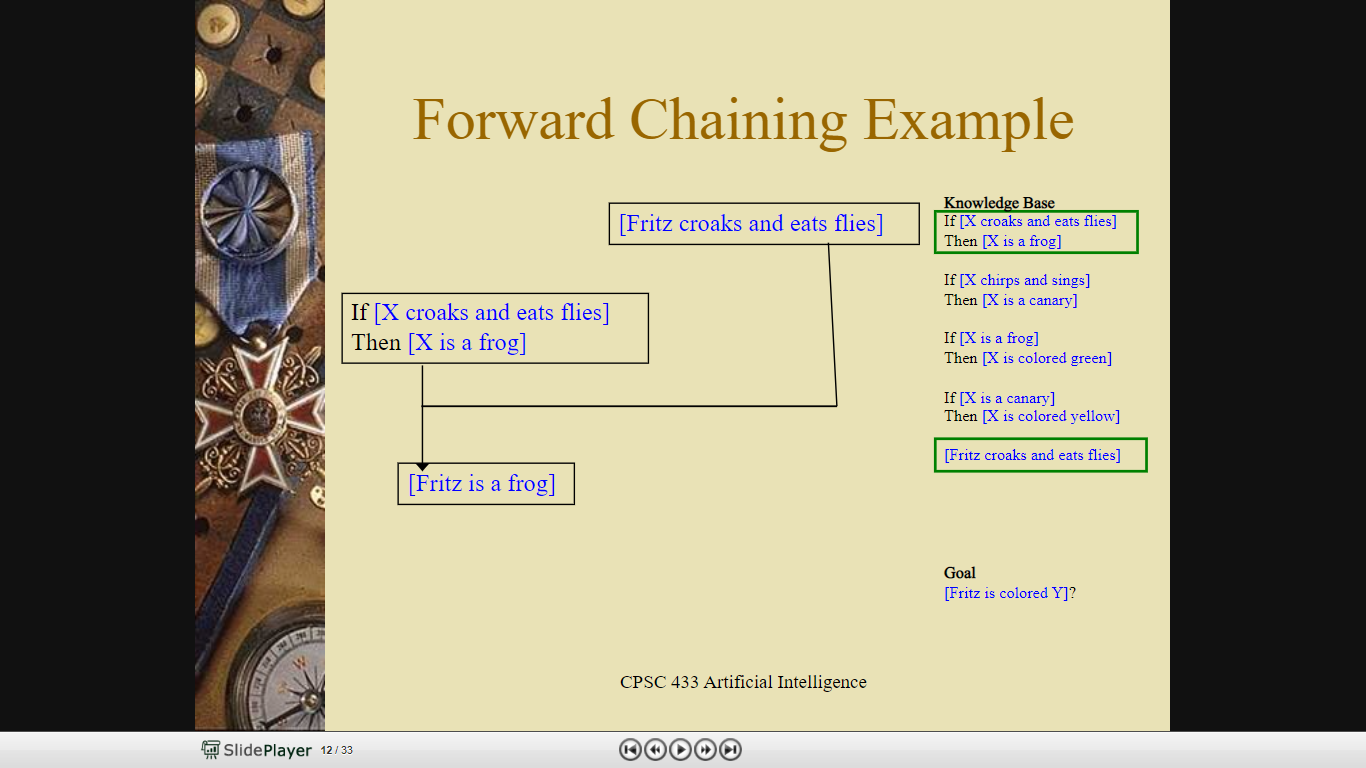 Forward Chaining Example
[Fritz croaks and eats flies]
If [X croaks and eats flies]
Then [X is a frog]
[Fritz is a frog]
Knowledge Base
If [X croaks and eats flies]
Then [X is a frog]
If [X chirps and sings]
Then [X is a canary]
If [X is a frog]
Then [X is colored green]
If [X is a canary]
Then [X is colored yellow]
[Fritz croaks and eats flies]
Goal
[Fritz is colored Y]?
CPSC 433 Artificial Intelligence
SlidePlayer
12 / 33